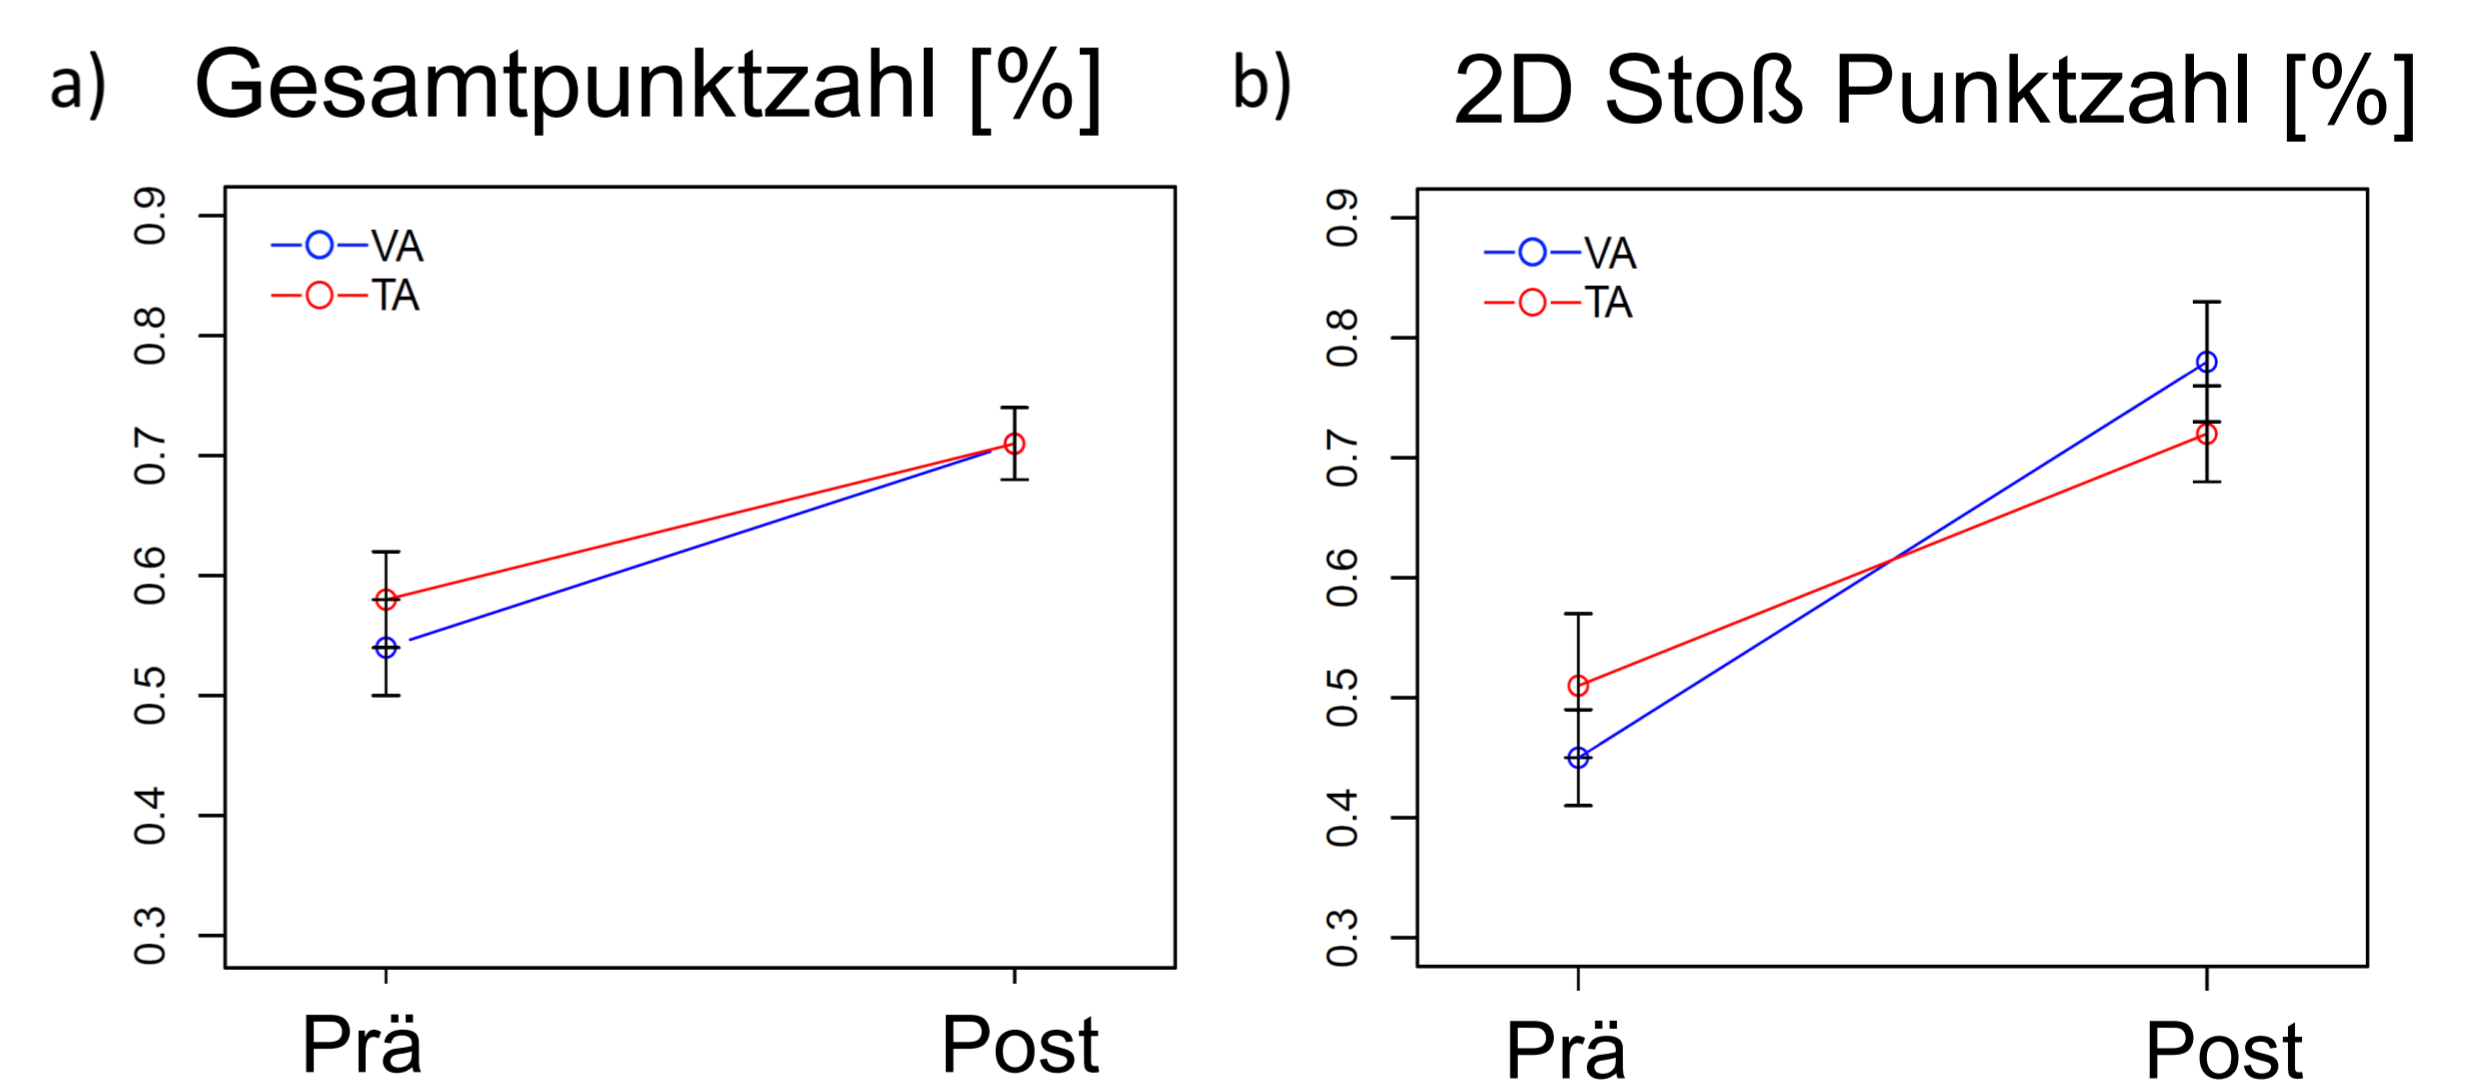 a) Gesamtpunktzahl [%]
VA
TA
0.9
0.8
0.7
0.6
0.5
0.4
0.3
Prä Post
b) 2D Stoß Punktzahl [%]
VA
TA
0.9
0.8
0.7
0.6
0.5
0.4
0.3
Prä Post